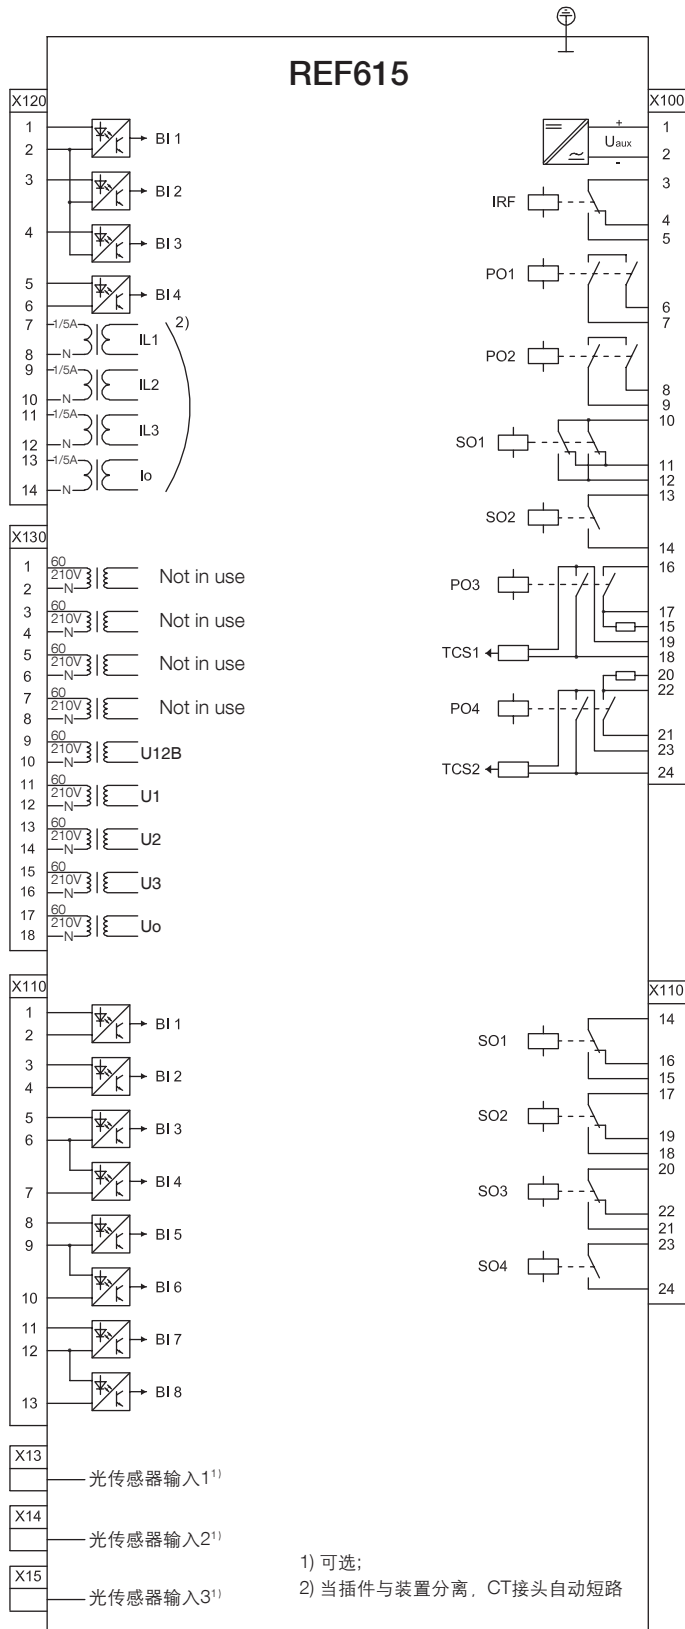 REF615
X120
1
2
BI 1
3
BI 2
4
BI 3
5
6
BI 4
7 1/5A
8 N
IL1
2)
9 1/5A
10 N
IL2
11 1/5A
12 N
IL3
13 1/5A
14 N
Io
X130
1 60
2 210V N
Not in use
3 60
4 210V N
Not in use
5 60
6 210V N
Not in use
7 60
8 210V N
Not in use
9 60
10 210V N
U12B
11 60
12 210V N
U1
13 60
14 210V N
U2
15 60
16 210V N
U3
17 60
18 210V N
Uo
X110
1
2
BI 1
3
4
BI 2
5
6
BI 3
7
BI 4
8
9
BI 5
10
BI 6
11
12
BI 7
13
BI 8
X13
光传感器输入1¹⁾
X14
光传感器输入2¹⁾
X15
光传感器输入3¹⁾
X100
+ 1
Uaux
- 2
IRF
3
4
5
PO1
6
7
PO2
8
9
SO1
10
11
12
SO2
13
14
PO3
16
17
15
19
TCS1
18
20
22
PO4
21
23
TCS2
24
X110
14
SO1
16
15
17
SO2
19
18
20
SO3
22
21
23
SO4
24
1) 可选;
2) 当插件与装置分离, CT接头自动短路